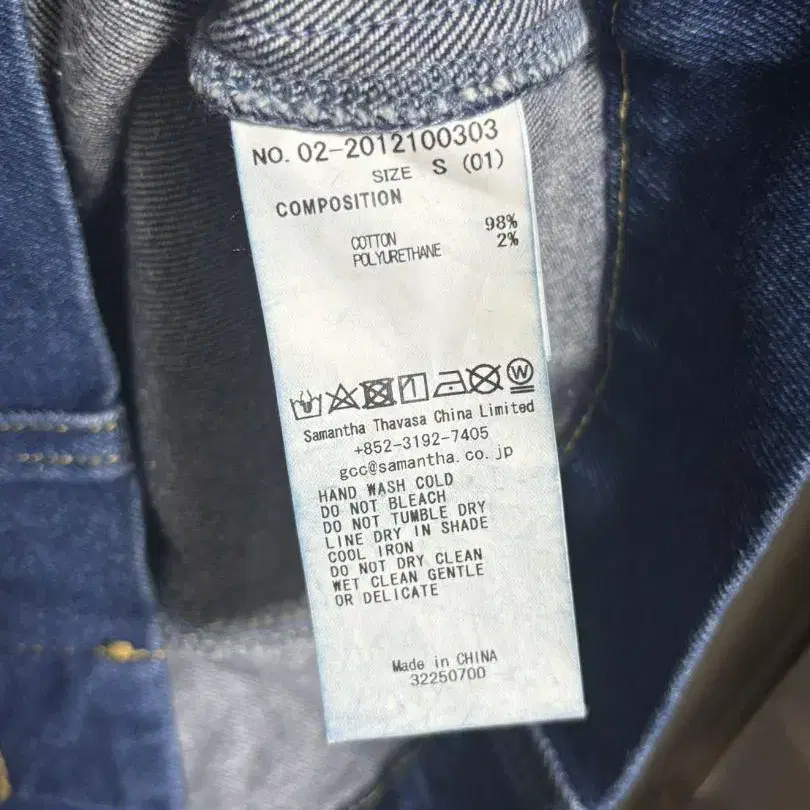 NO. 02-2012100303
SIZE S (01)
COMPOSITION
COTTON 98%
POLYURETHANE 2%
W
Samantha Thavasa China Limited
+852-3192-7405
gcc@samantha.co.jp
HAND WASH COLD
DO NOT BLEACH
DO NOT TUMBLE DRY
LINE DRY IN SHADE
COOL IRON
DO NOT DRY CLEAN
WET CLEAN GENTLE
OR DELICATE
Made in CHINA
32250700